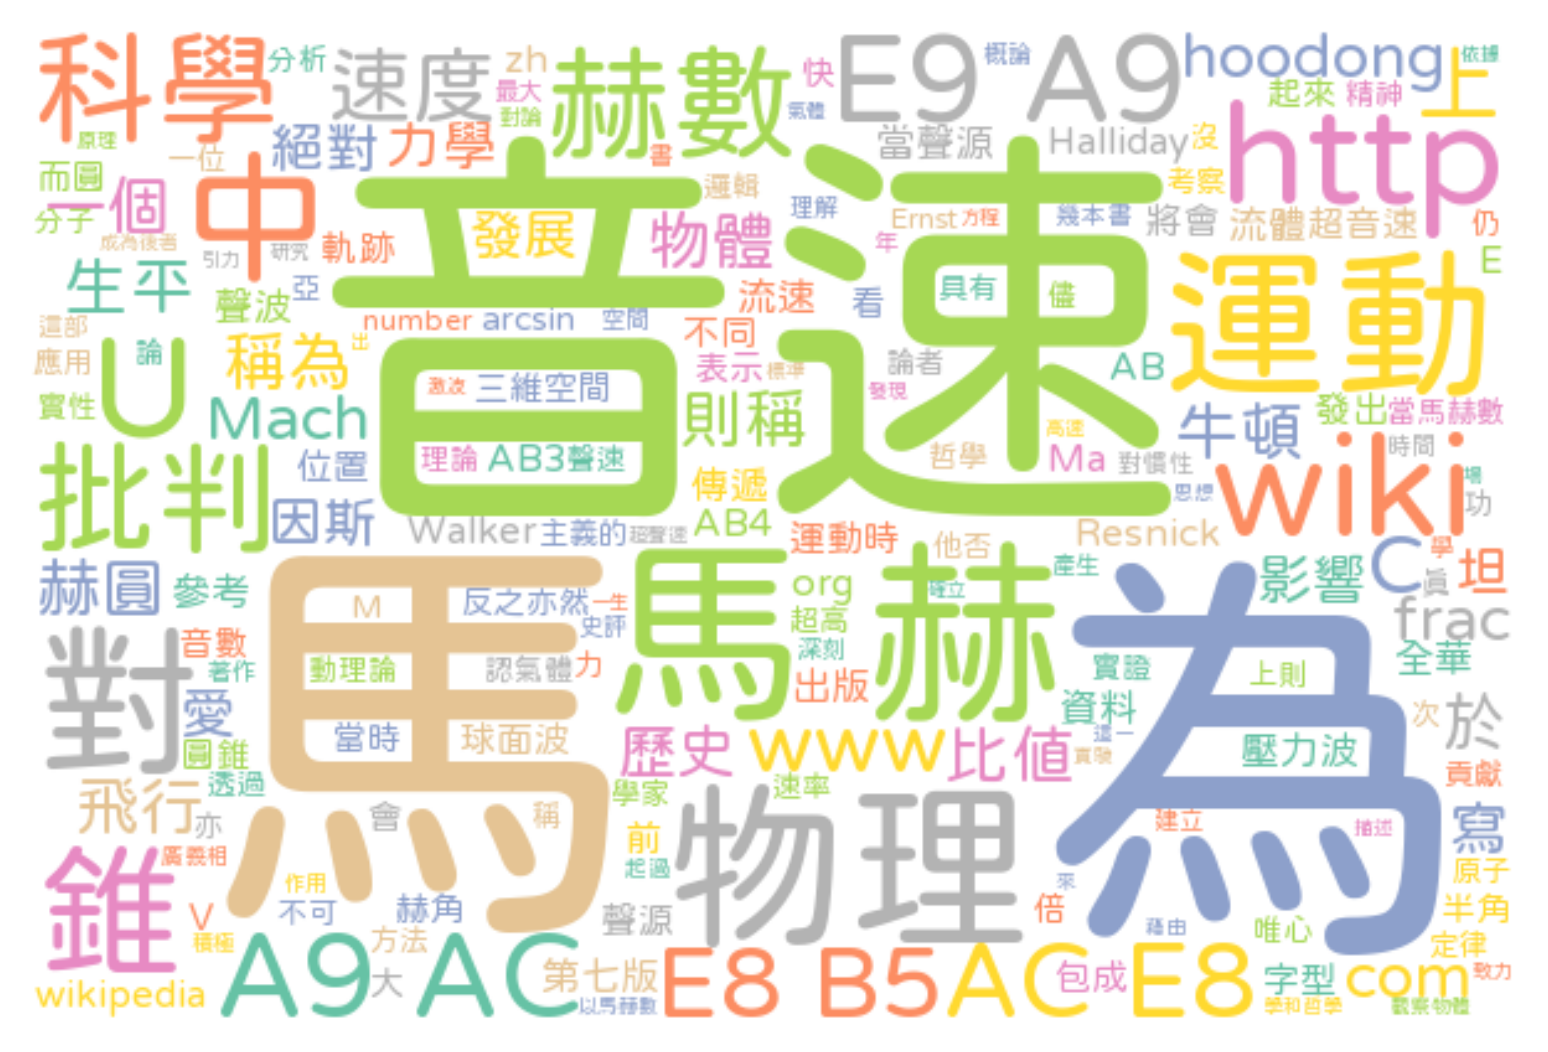 科學
分析
速度
zh
最大
對論
赫數
快
氣體
E9 A9
概論
hoodong
上
依據
起來
精神
http
原理
一位
絕對
力學
書
當聲源
Halliday
沒
考察
而圓
一個
中
分子
成為後者
引力
研究
軌跡
音速
發展
物體
邏輯
理解
年
Ernst
方程
幾本書
將會
流體超音速
仍
E
生平
聲波
亞
流速
看
具有
儘
運動
這部
應用
實性
U
論
稱為
出
number
arcsin
空間
不同
表示
標準
論者
發現
AB
Mach
激波
三維空間
則稱
高速
牛頓
發出
當馬赫數
批判
位置
理論
AB3聲速
傳遞
哲學
Ma
對慣性
思想
wiki
時間
場
功
因斯
Walker
主義的
超聲速
AB4
運動時
他否
Resnick
赫圓
參考
馬
M
反之亦然
一生
史評
馬赫
org
超高
深刻
確立
產生
為
影響
C
學
真
坦
frac
全華
對
音數
著作
愛
圓錐
透過
動理論
認氣體
力
當時
球面波
出版
實證
資料
這一
實驗
上則
壓力波
次
於
貢獻
歷史
www
比值
飛行
亦
會
稱
學家
速率
前
起過
物理
建立
描述
寫
原子
半角
定律
錐
廣義相
V
積極
作用
不可
赫角
方法
聲源
倍
來
藉由
唯心
wikipedia
A9 AC
大
第七版
以馬赫數
E8 B5
AC E8
包成
字型
學和哲學
com
致力
觀察物體